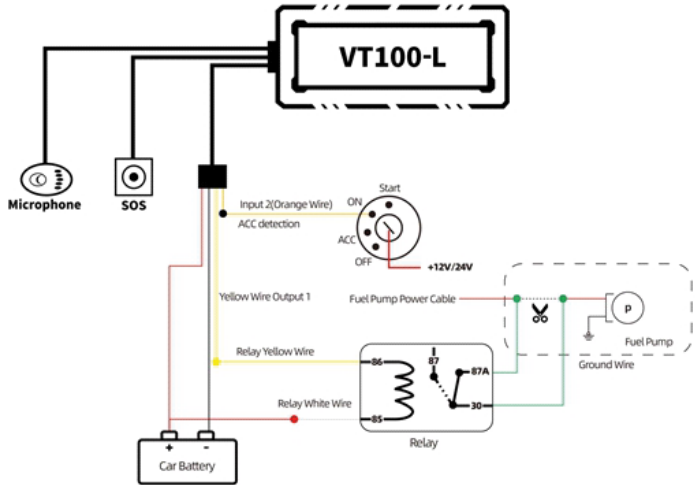 VT100-L
Microphone
SOS
Input 2(Orange Wire)
ACC detection
Start
ON
ACC
OFF
+12V/24V
Yellow Wire Output 1
Fuel Pump Power Cable
P
Fuel Pump
Ground Wire
Relay Yellow Wire
86
87
87A
Relay White Wire
85
30
Relay
+
-
Car Battery